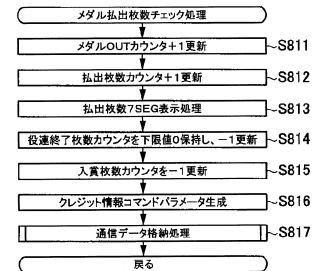 メダル払出枚数チェック処理
メダルOUTカウンタ+1更新
S811
払出枚数カウンタ+1更新
S812
払出枚数7SEG表示処理
S813
役連終了枚数カウンタを下限値0保持し、-1更新
S814
入賞枚数カウンタを-1更新
S815
クレジット情報コマンドパラメータ生成
S816
通信データ格納処理
S817
戻る